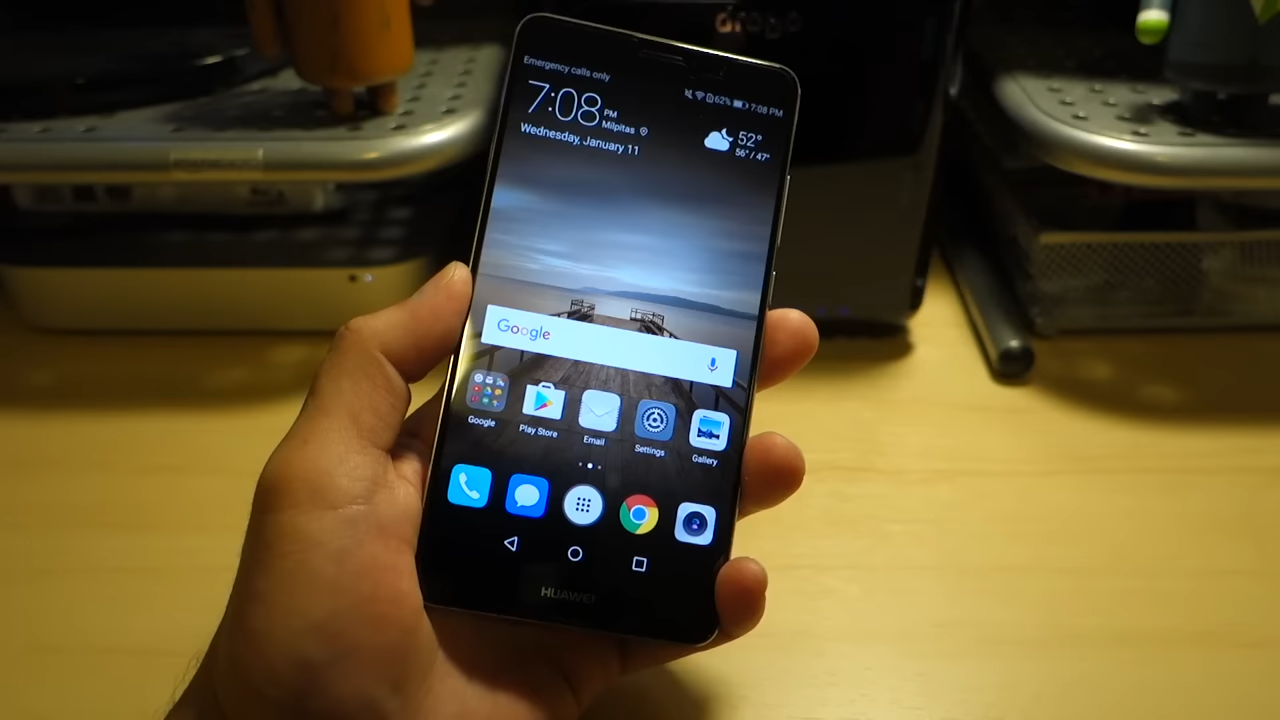 Emergency calls only
62% 7:08 PM
7:08 PM
Milpitas
Wednesday, January 11
52°
56° / 47°
Google
Google
Play Store
Email
Settings
Gallery
HUAWEI